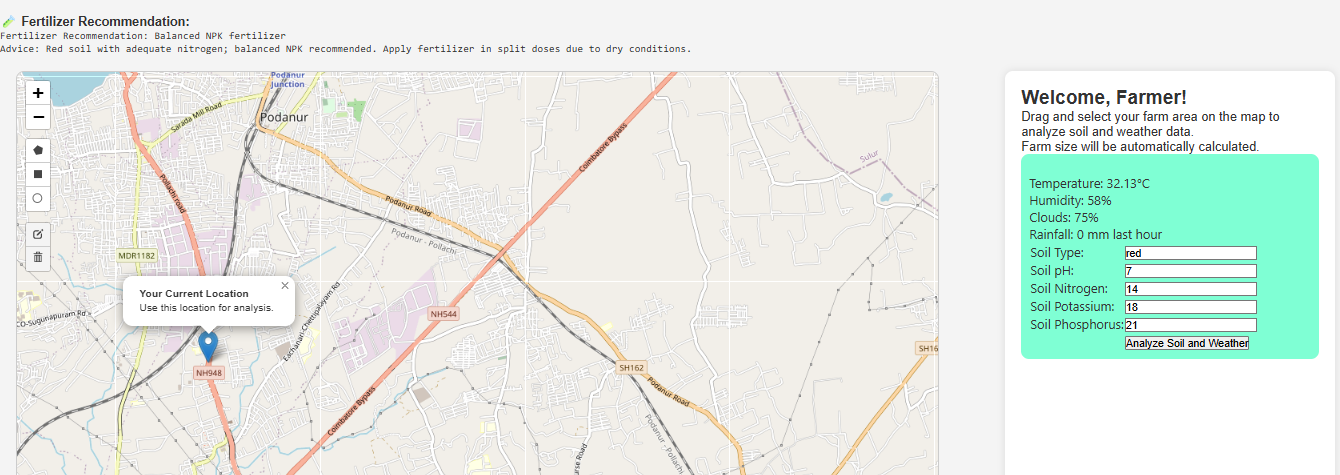 Fertilizer Recommendation:
Fertilizer Recommendation: Balanced NPK fertilizer
Advice: Red soil with adequate nitrogen; balanced NPK recommended. Apply fertilizer in split doses due to dry conditions.
+
−
Podanur
Junction
Podanur
Sarada Mill Road
Pollachi road
Coimbatore Bypass
Sulur
Podanur Road
Podanur - Pollachi
MDR1182
×
Your Current Location
Use this location for analysis.
CO-Sugunapuram Rd
Eachanari-Chettipalayam Rd
NH544
NH948
SH162
SH16
Podanur Road
Coimbatore Bypass
Podanur - Pollachi
urse Road
Welcome, Farmer!
Drag and select your farm area on the map to
analyze soil and weather data.
Farm size will be automatically calculated.
Temperature: 32.13°C
Humidity: 58%
Clouds: 75%
Rainfall: 0 mm last hour
Soil Type: red
Soil pH: 7
Soil Nitrogen: 14
Soil Potassium: 18
Soil Phosphorus: 21
Analyze Soil and Weather